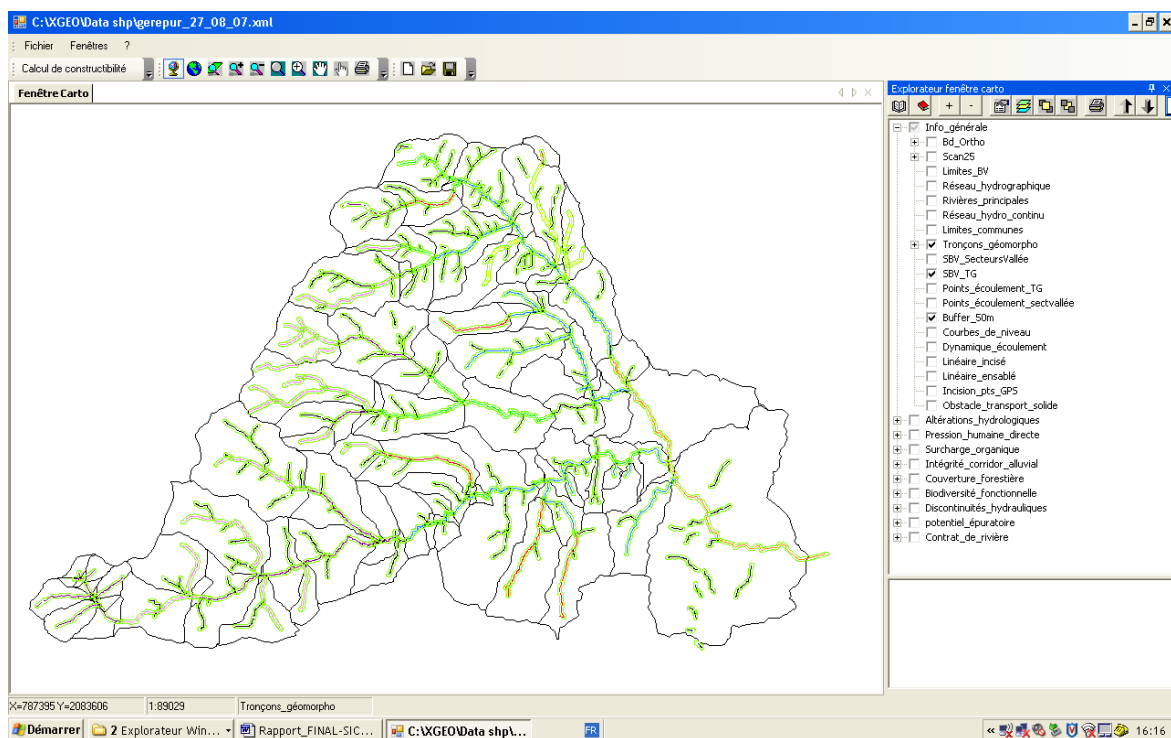 C:\XGEO\Data shp\gerepur_27_08_07.xml
Fichier Fenêtres ?
Calcul de constructibilité
Fenêtre Carto
Explorateur fenêtre carto
+ -
Info_générale
Bd_Ortho
Scan25
Limites_BV
Réseau_hydrographique
Rivières_principales
Réseau_hydro_continu
Limites_communes
Tronçons_géomorpho
SBV_SecteursVallée
SBV_TG
Points_écoulement_TG
Points_écoulement_sectvallée
Buffer_50m
Courbes_de_niveau
Dynamique_écoulement
Linéaire_incisé
Linéaire_ensablé
Incision_pts_GPS
Obstacle_transport_solide
Altérations_hydrologiques
Pression_humaine_directe
Surcharge_organique
Intégrité_corridor_alluvial
Couverture_forestière
Biodiversité_fonctionnelle
Discontinuités_hydrauliques
potentiel_épuratoire
Contrat_de_rivière
X=787395 Y=2083606 1:89029 Tronçons_géomorpho
Démarrer 2 Explorateur Win... Rapport_FINAL-SIC... C:\XGEO\Data shp\... FR « 16:16